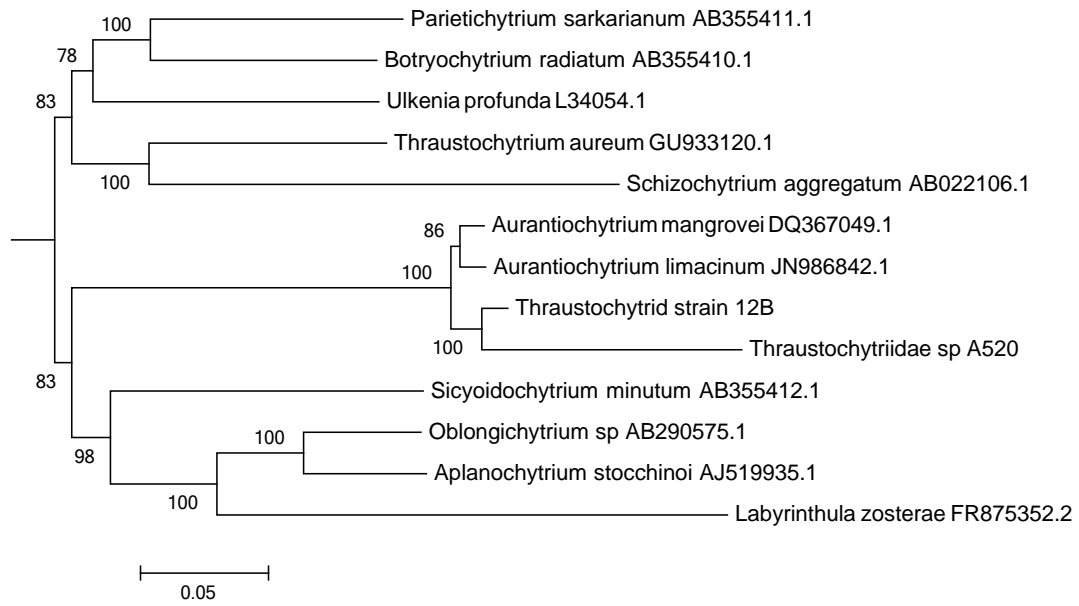 100
Parietichytrium sarkarianum AB355411.1
78
Botryochytrium radiatum AB355410.1
83
Ulkenia profunda L34054.1
Thraustochytrium aureum GU933120.1
100
Schizochytrium aggregatum AB022106.1
86
Aurantiochytrium mangrovei DQ367049.1
100
Aurantiochytrium limacinum JN986842.1
Thraustochytrid strain 12B
100
Thraustochytriidae sp A520
83
Sicyoidochytrium minutum AB355412.1
100
Oblongichytrium sp AB290575.1
98
Aplanochytrium stocchinoi AJ519935.1
100
Labyrinthula zosterae FR875352.2
0.05